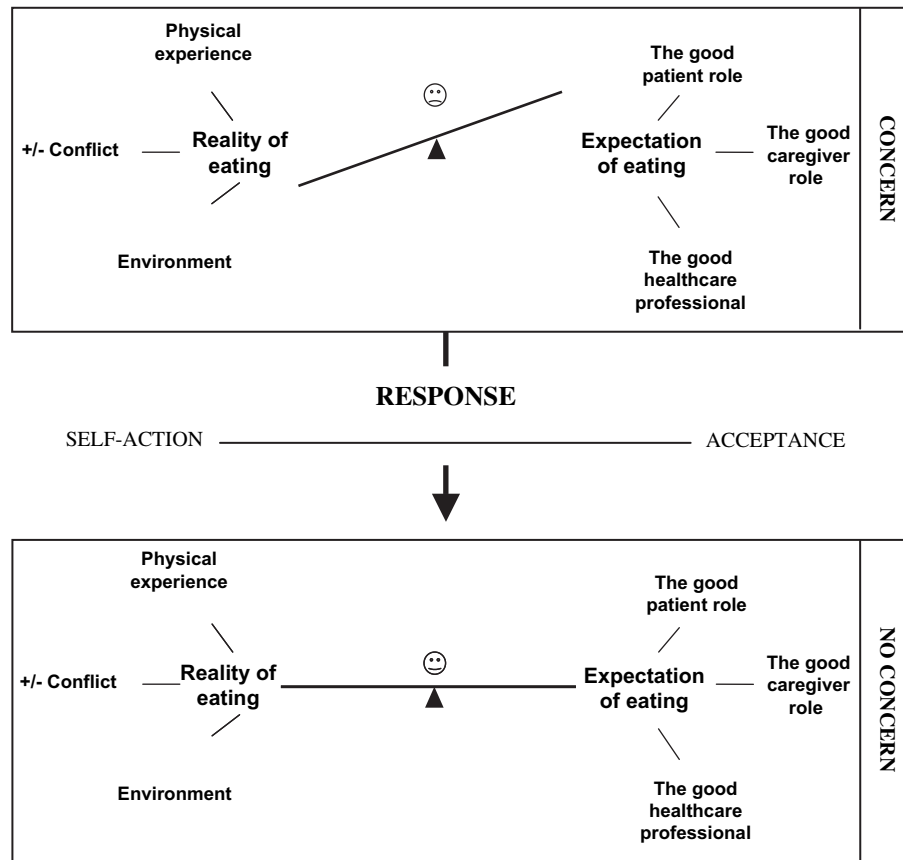 Physical
experience
+/- Conflict
Reality of
eating
Environment
The good
patient role
Expectation
of eating
The good
caregiver
role
The good
healthcare
professional
CONCERN
RESPONSE
SELF-ACTION
ACCEPTANCE
Physical
experience
+/- Conflict
Reality of
eating
Environment
The good
patient role
Expectation
of eating
The good
caregiver
role
The good
healthcare
professional
NO CONCERN